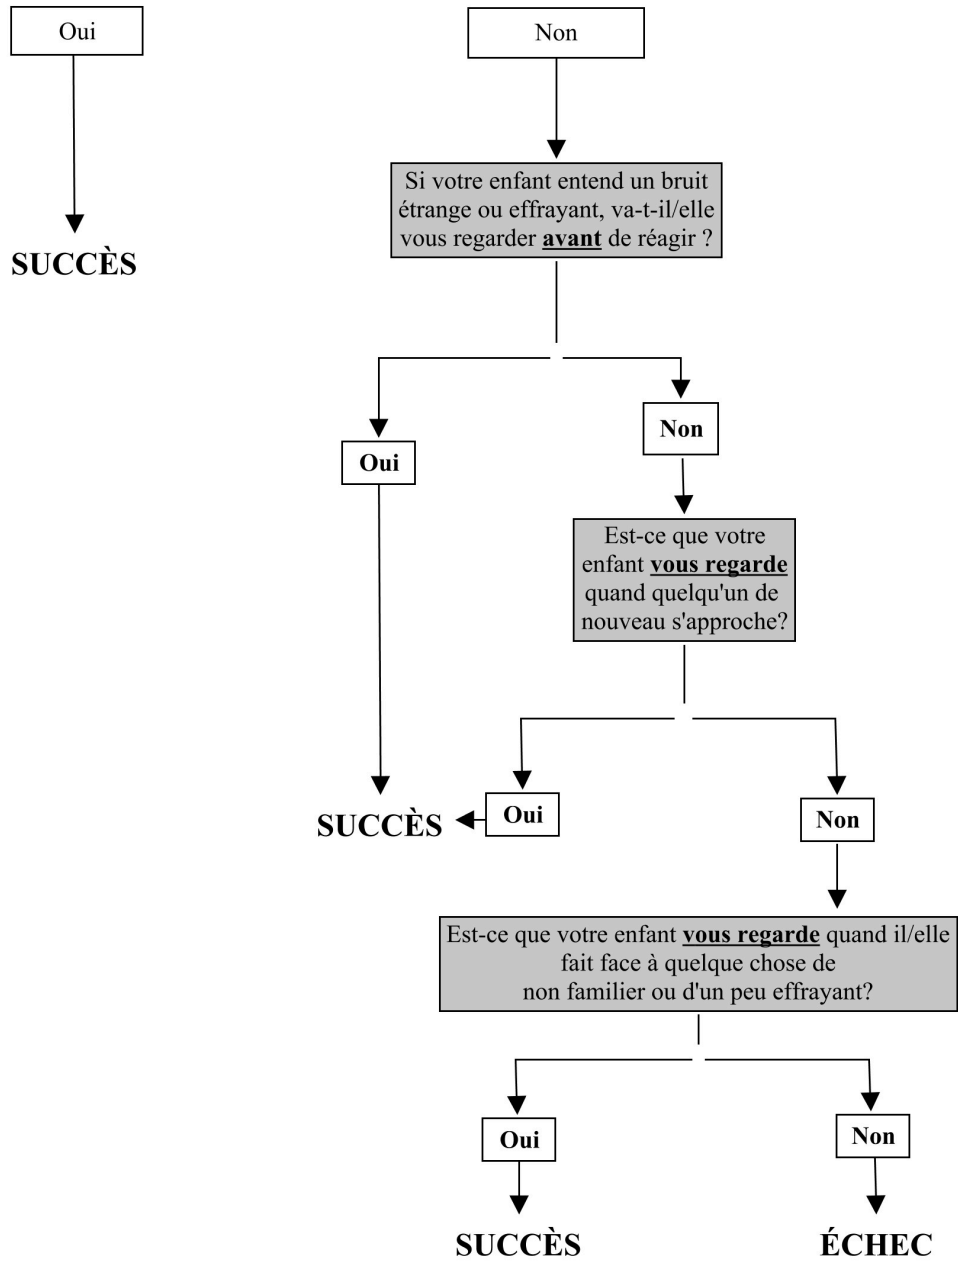 Oui
Non
Si votre enfant entend un bruit
étrange ou effrayant, va-t-il/elle
vous regarder avant de réagir ?
SUCCÈS
Oui
Non
Est-ce que votre
enfant vous regarde
quand quelqu'un de
nouveau s'approche?
SUCCÈS
Oui
Non
Est-ce que votre enfant vous regarde quand il/elle
fait face à quelque chose de
non familier ou d'un peu effrayant?
Oui
Non
SUCCÈS
ÉCHEC